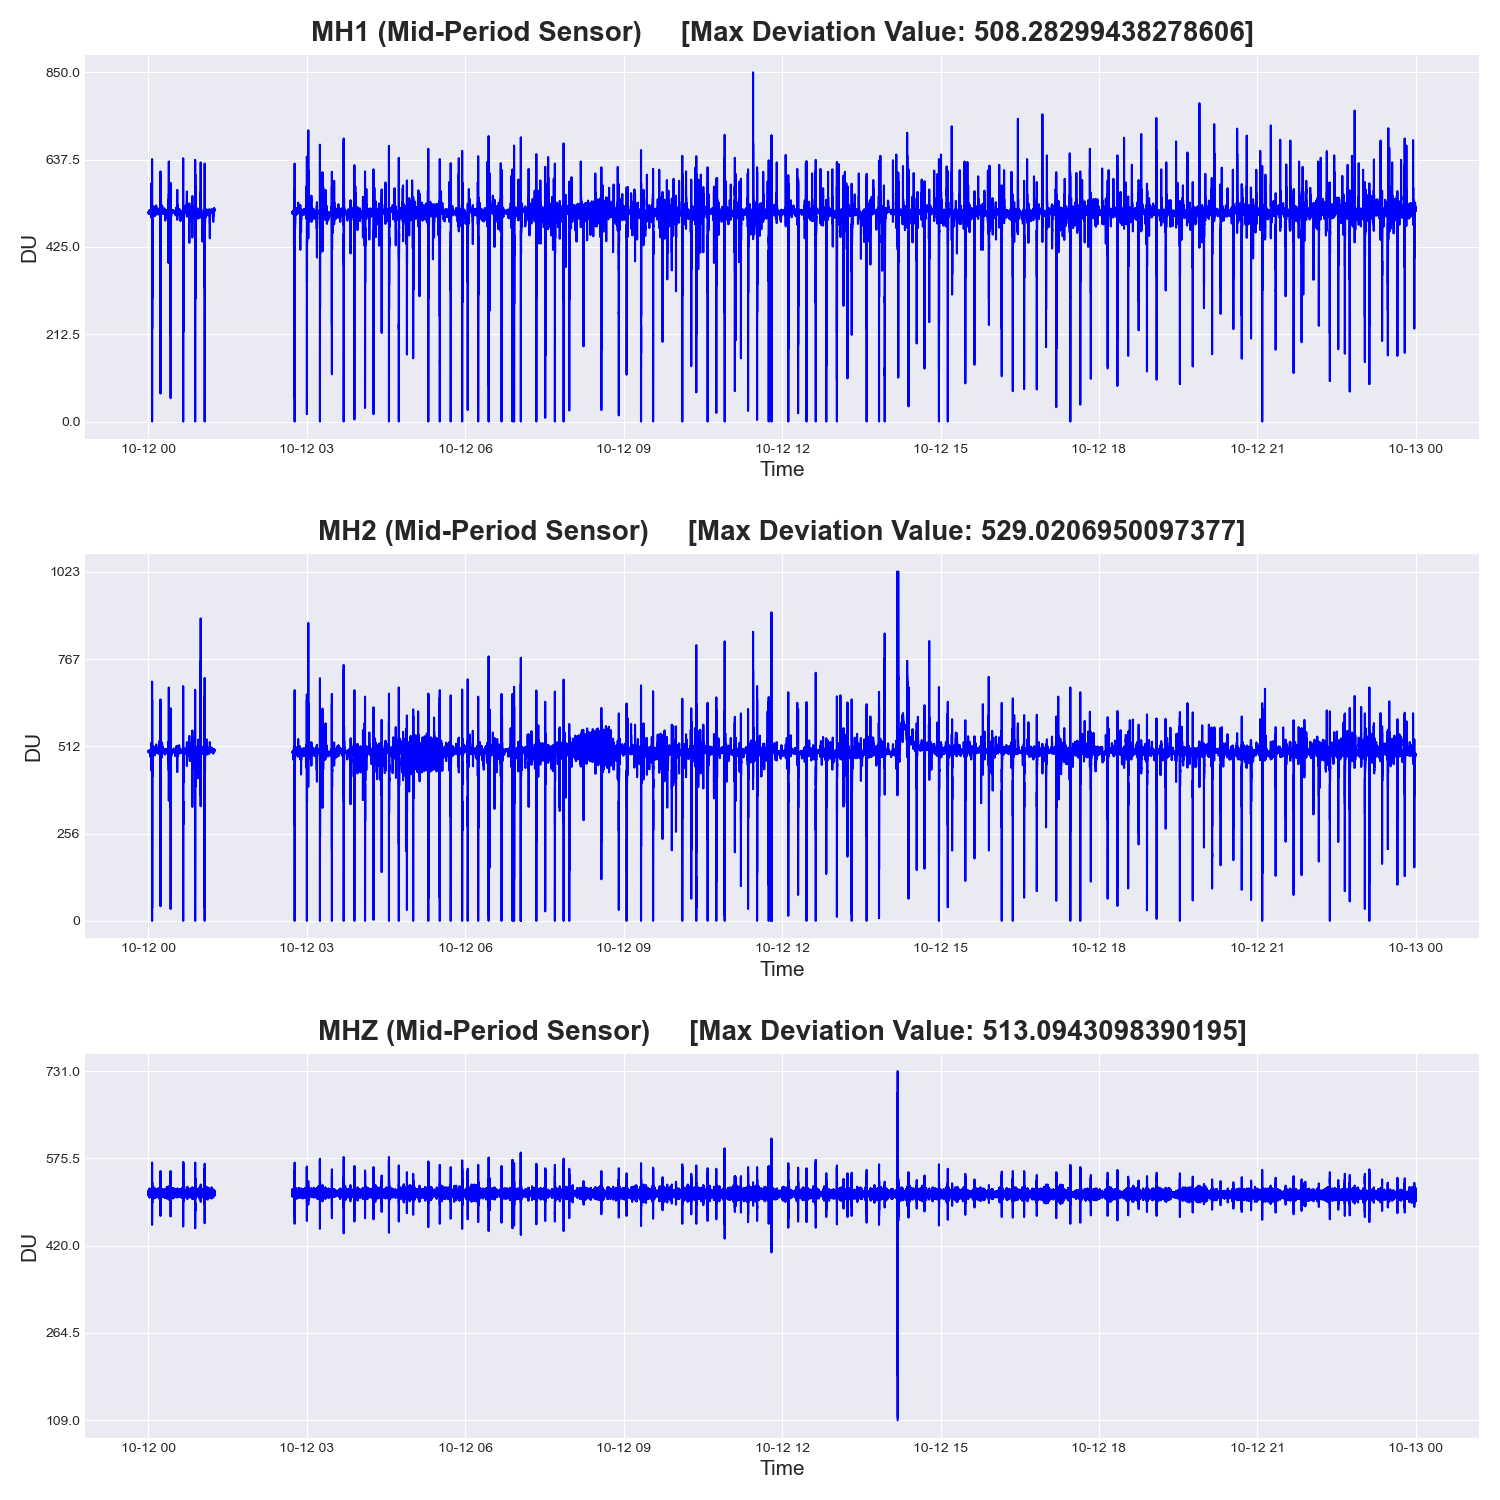 MH1 (Mid-Period Sensor) [Max Deviation Value: 508.28299438278606]
850.0
637.5
425.0
212.5
0.0
DU
10-12 00 10-12 03 10-12 06 10-12 09 10-12 12 10-12 15 10-12 18 10-12 21 10-13 00
Time
MH2 (Mid-Period Sensor) [Max Deviation Value: 529.0206950097377]
1023
767
512
256
0
DU
10-12 00 10-12 03 10-12 06 10-12 09 10-12 12 10-12 15 10-12 18 10-12 21 10-13 00
Time
MHZ (Mid-Period Sensor) [Max Deviation Value: 513.0943098390195]
731.0
575.5
420.0
264.5
109.0
DU
10-12 00 10-12 03 10-12 06 10-12 09 10-12 12 10-12 15 10-12 18 10-12 21 10-13 00
Time